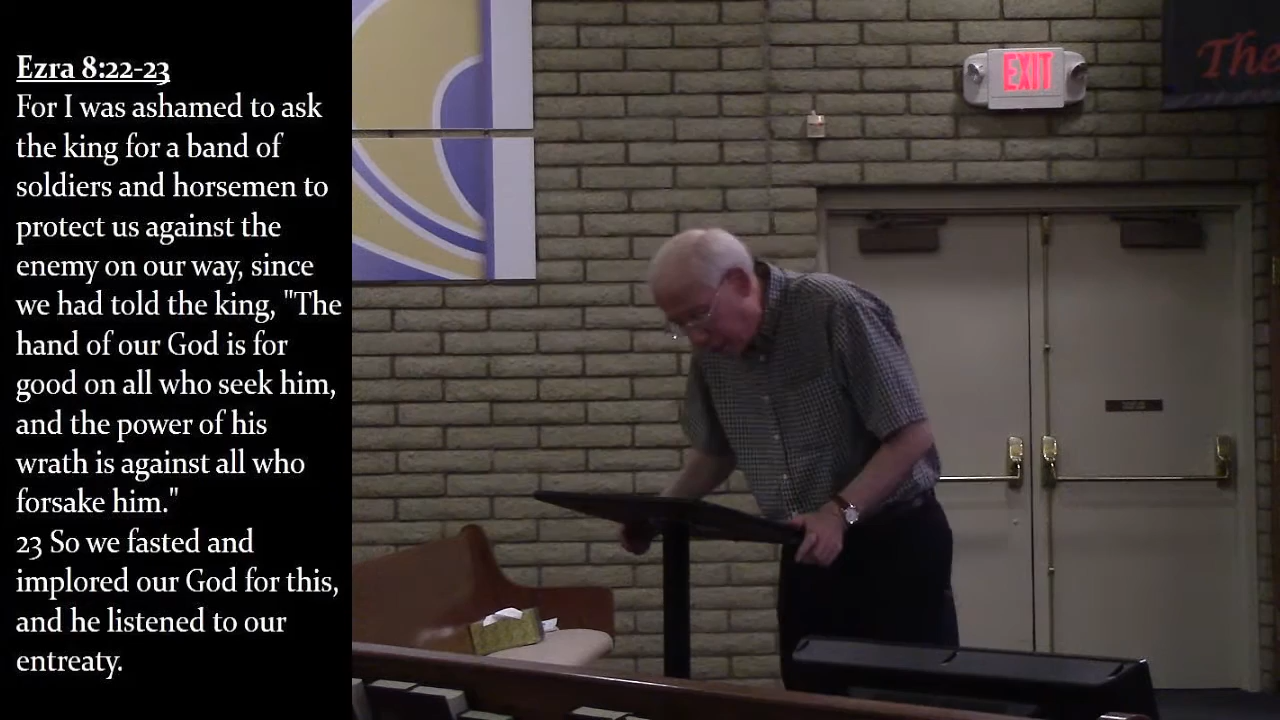 Ezra 8:22-23
For I was ashamed to ask
the king for a band of
soldiers and horsemen to
protect us against the
enemy on our way, since
we had told the king, "The
hand of our God is for
good on all who seek him,
and the power of his
wrath is against all who
forsake him."
23 So we fasted and
implored our God for this,
and he listened to our
entreaty.
EXIT
The